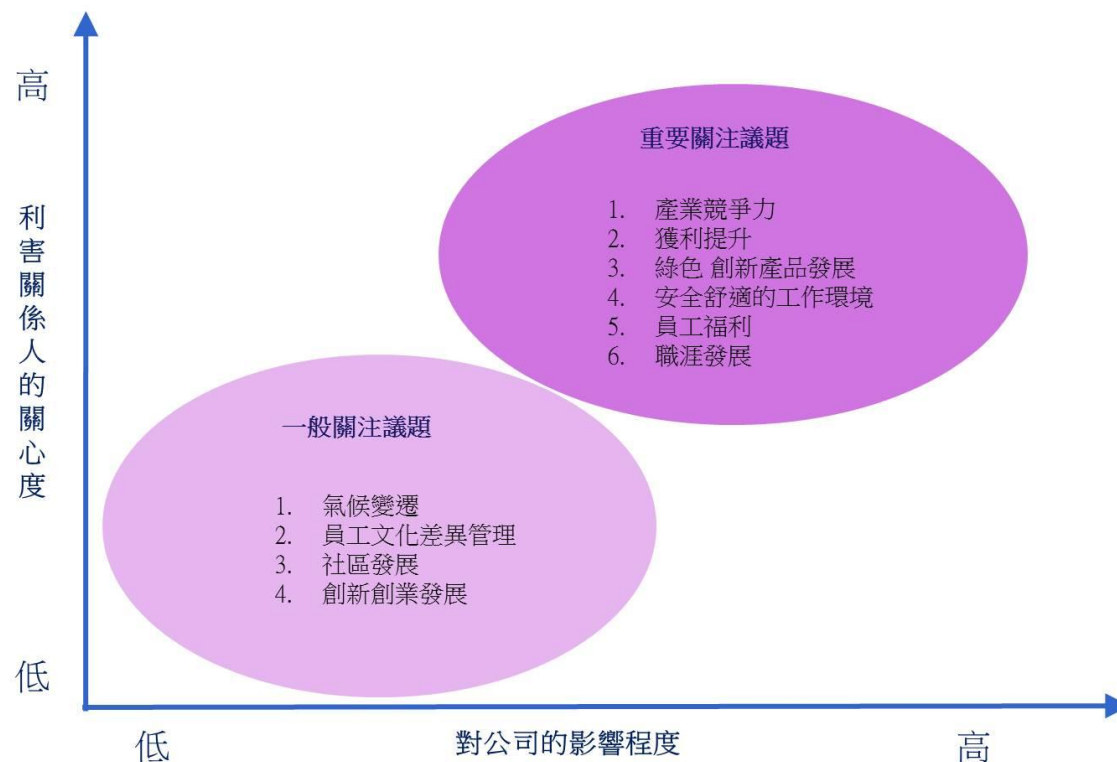 高
利害關係人的關心度
低
重要關注議題
1. 產業競爭力
2. 獲利提升
3. 綠色 創新產品發展
4. 安全舒適的工作環境
5. 員工福利
6. 職涯發展
一般關注議題
1. 氣候變遷
2. 員工文化差異管理
3. 社區發展
4. 創新創業發展
低
對公司的影響程度
高